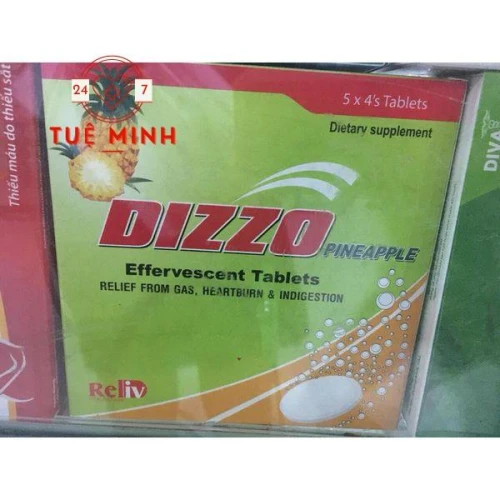 24 7
TUỆ MINH
Thiếu máu do thiếu sắt
5 x 4's Tablets
Dietary supplement
DIZZO
PINEAPPLE
Effervescent Tablets
RELIEF FROM GAS, HEARTBURN & INDIGESTION
Reliv
DIVA